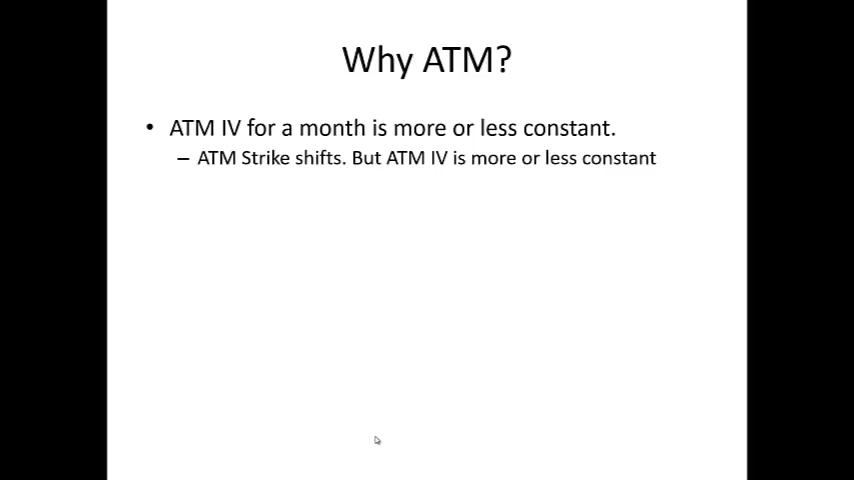 Why ATM?
• ATM IV for a month is more or less constant.
– ATM Strike shifts. But ATM IV is more or less constant